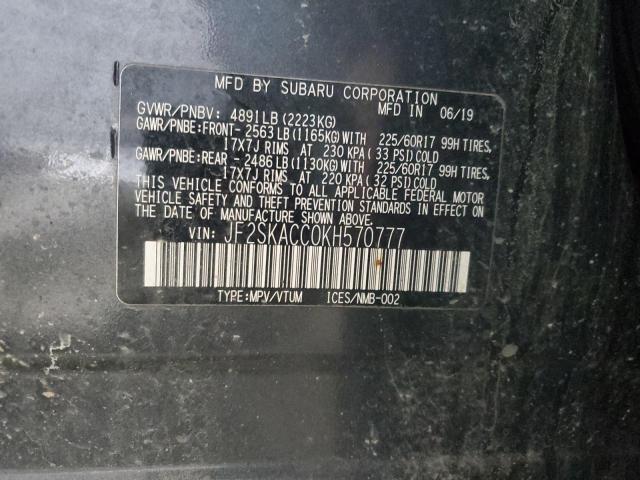 MFD BY SUBARU CORPORATION
GVWR/PNBV: 4891LB (2223KG) MFD IN 06/19
GAWR/PNBE:FRONT- 2563 LB (1165KG) WITH 225/60R17 99H TIRES,
17X7J RIMS AT 230 KPA (33 PSI) COLD
GAWR/PNBE:REAR - 2486 LB (1130KG) WITH 225/60R17 99H TIRES,
17X7J RIMS AT 220 KPA (32 PSI) COLD
THIS VEHICLE CONFORMS TO ALL APPLICABLE FEDERAL MOTOR
VEHICLE SAFETY AND THEFT PREVENTION STANDARDS IN EFFECT ON
THE DATE OF MANUFACTURE SHOWN ABOVE.
VIN: JF2SKACC0KH570777
TYPE:MPV/VTUM ICES/NMB-002